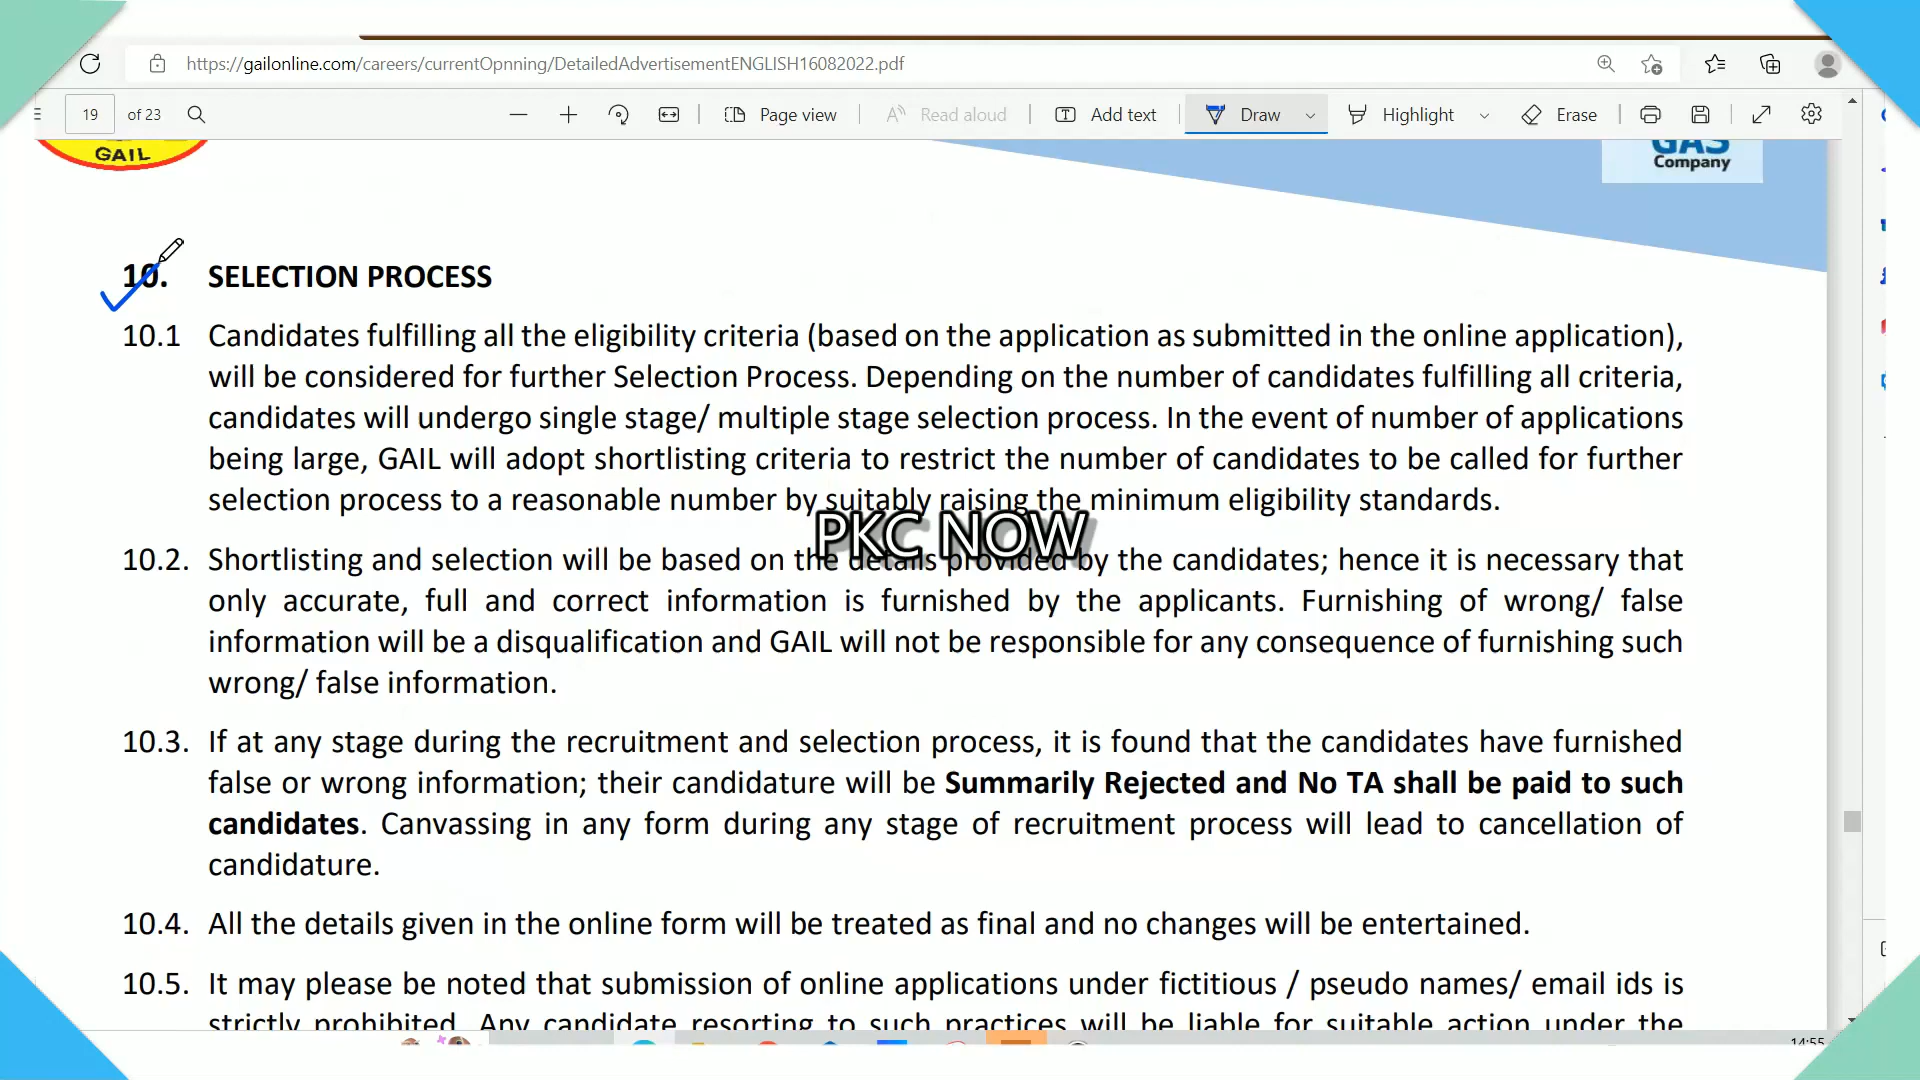 https://gailonline.com/careers/currentOpnning/DetailedAdvertisementENGLISH16082022.pdf
19 of 23 Page view Read aloud Add text Draw Highlight Erase
GAIL
GAS
Company
10. SELECTION PROCESS
10.1 Candidates fulfilling all the eligibility criteria (based on the application as submitted in the online application),
will be considered for further Selection Process. Depending on the number of candidates fulfilling all criteria,
candidates will undergo single stage/ multiple stage selection process. In the event of number of applications
being large, GAIL will adopt shortlisting criteria to restrict the number of candidates to be called for further
selection process to a reasonable number by suitably raising the minimum eligibility standards.
PKC NOW
10.2. Shortlisting and selection will be based on the details provided by the candidates; hence it is necessary that
only accurate, full and correct information is furnished by the applicants. Furnishing of wrong/ false
information will be a disqualification and GAIL will not be responsible for any consequence of furnishing such
wrong/ false information.
10.3. If at any stage during the recruitment and selection process, it is found that the candidates have furnished
false or wrong information; their candidature will be Summarily Rejected and No TA shall be paid to such
candidates. Canvassing in any form during any stage of recruitment process will lead to cancellation of
candidature.
10.4. All the details given in the online form will be treated as final and no changes will be entertained.
10.5. It may please be noted that submission of online applications under fictitious / pseudo names/ email ids is
strictly prohibited. Any candidate resorting to such practices will be liable for suitable action under the
14:55